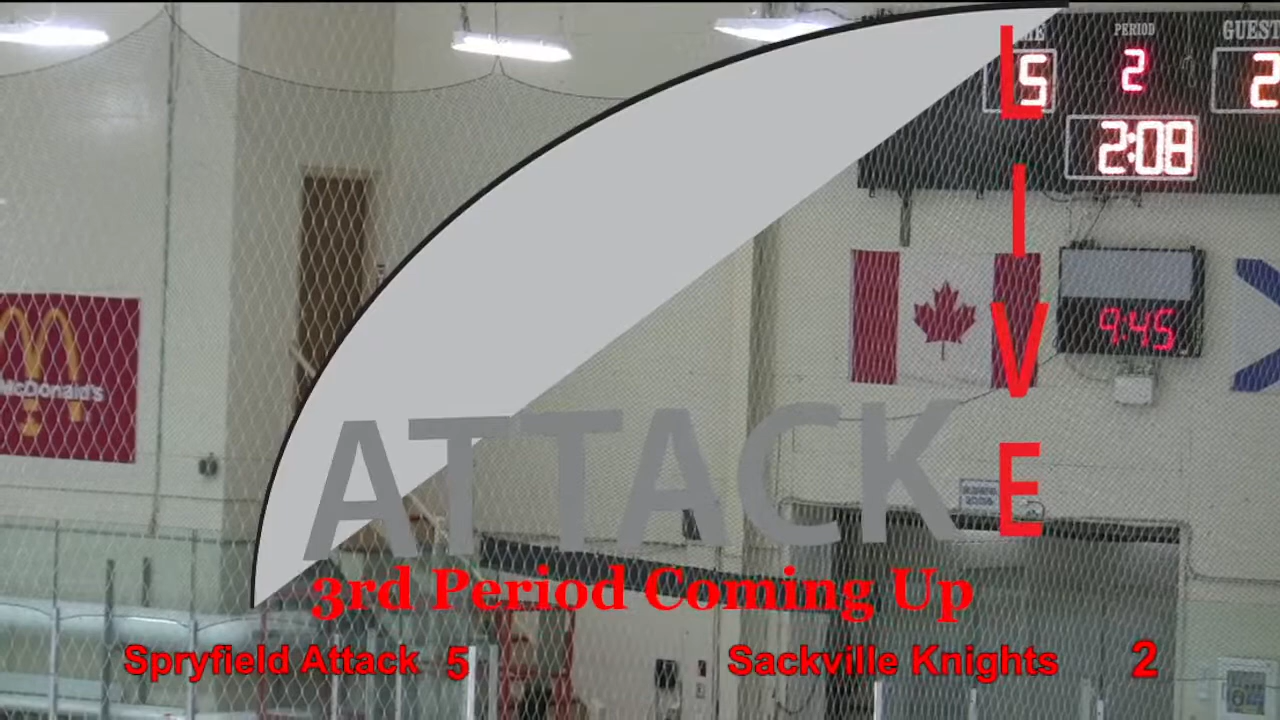 PERIOD
GUEST
5
2
2
2:08
LIVE
9:45
McDonald's
ATTACK
3rd Period Coming Up
Spryfield Attack 5
Sackville Knights 2